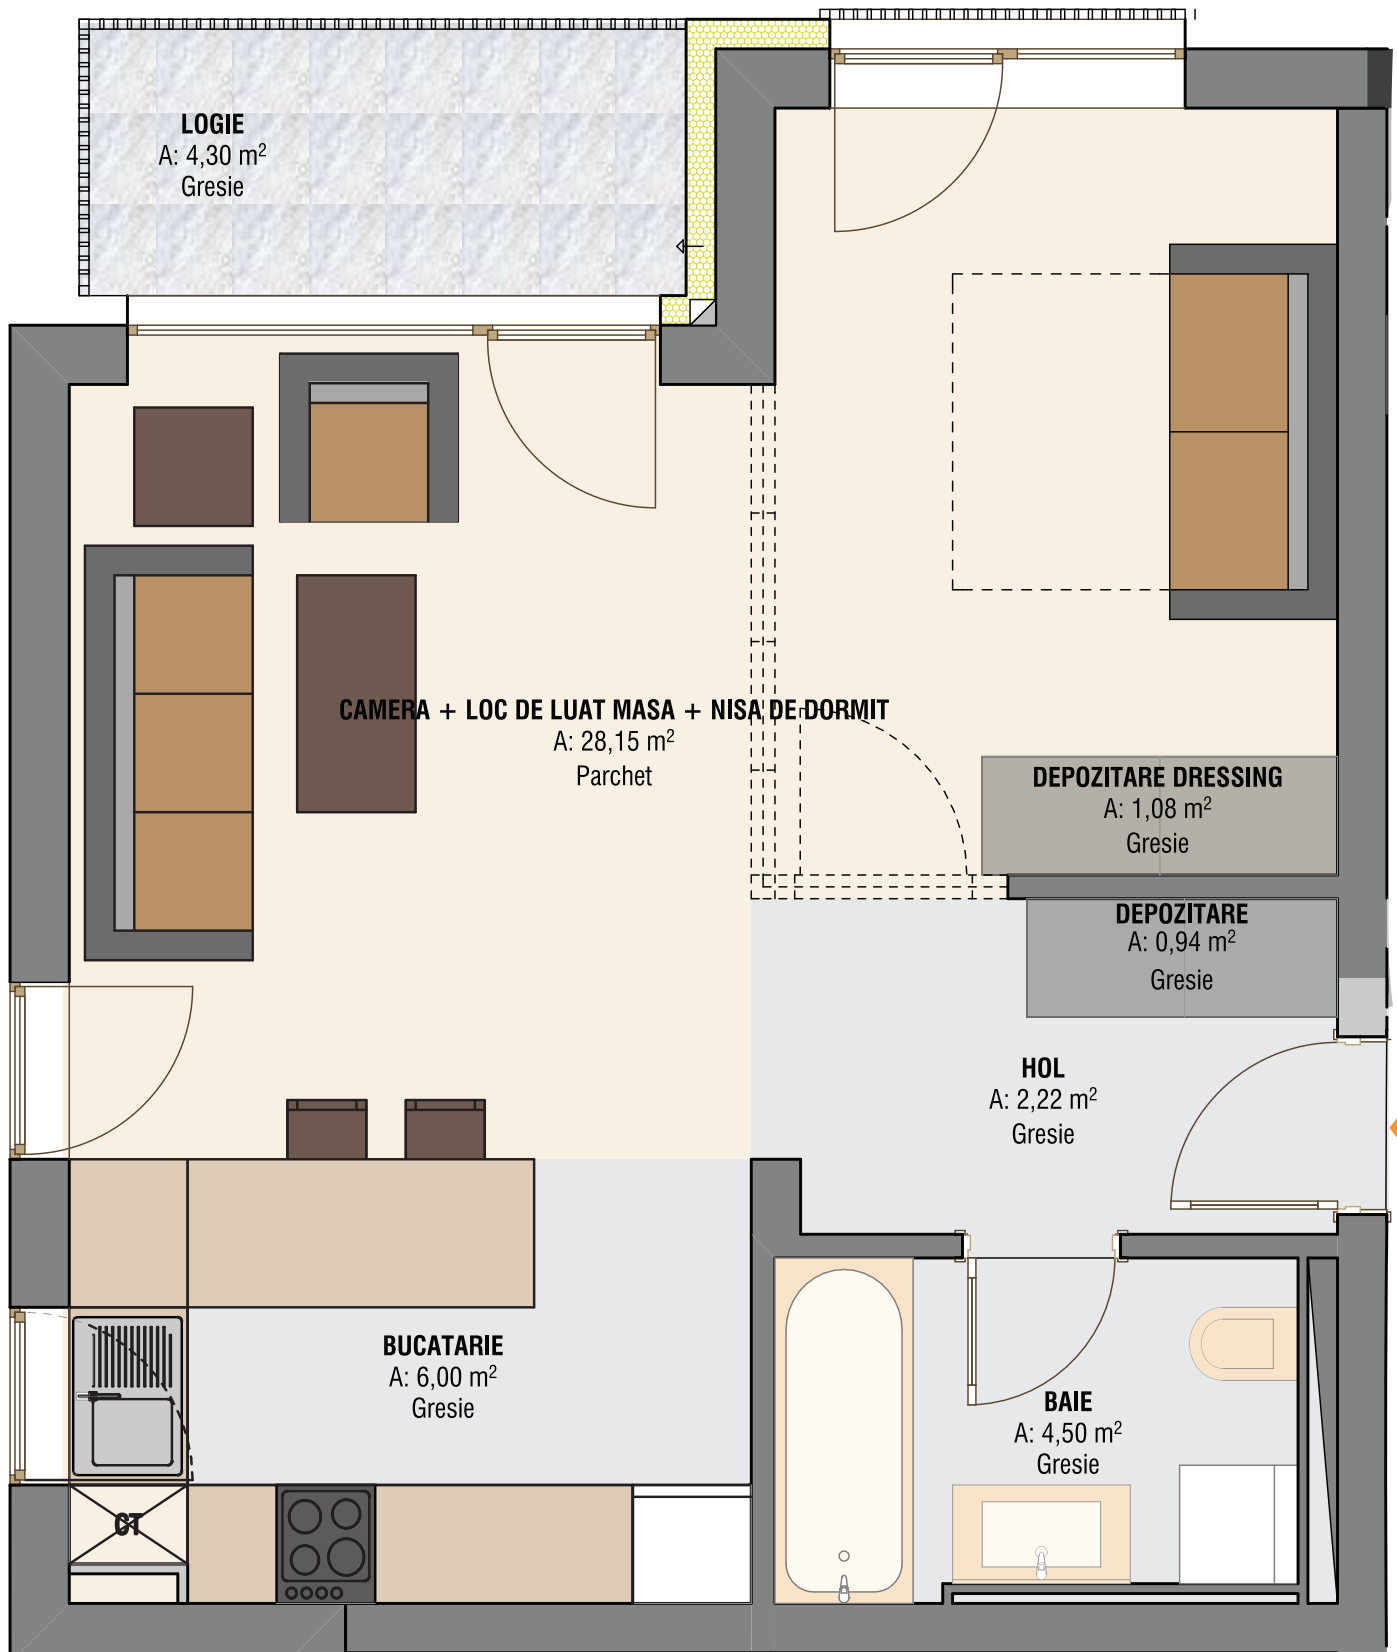 LOGIE
A: 4,30 m²
Gresie
CAMERA + LOC DE LUAT MASA + NISA DE DORMIT
A: 28,15 m²
Parchet
DEPOZITARE DRESSING
A: 1,08 m²
Gresie
DEPOZITARE
A: 0,94 m²
Gresie
HOL
A: 2,22 m²
Gresie
BUCATARIE
A: 6,00 m²
Gresie
BAIE
A: 4,50 m²
Gresie
CT